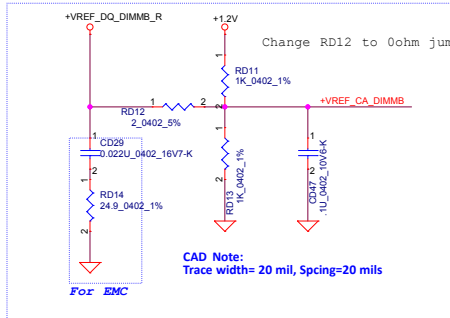 +VREF_DQ_DIMMB_R
+1.2V
Change RD12 to 0ohm jum
1
RD11
1K_0402_1%
2
1
2
+VREF_CA_DIMMB
RD12
2_0402_5%
1
CD29
0.022U_0402_16V7-K
2
1
RD14
24.9_0402_1%
2
1
RD13
1K_0402_1%
2
1
CD47
.1U_0402_10V6-K
2
CAD Note:
Trace width= 20 mil, Spcing=20 mils
For EMC